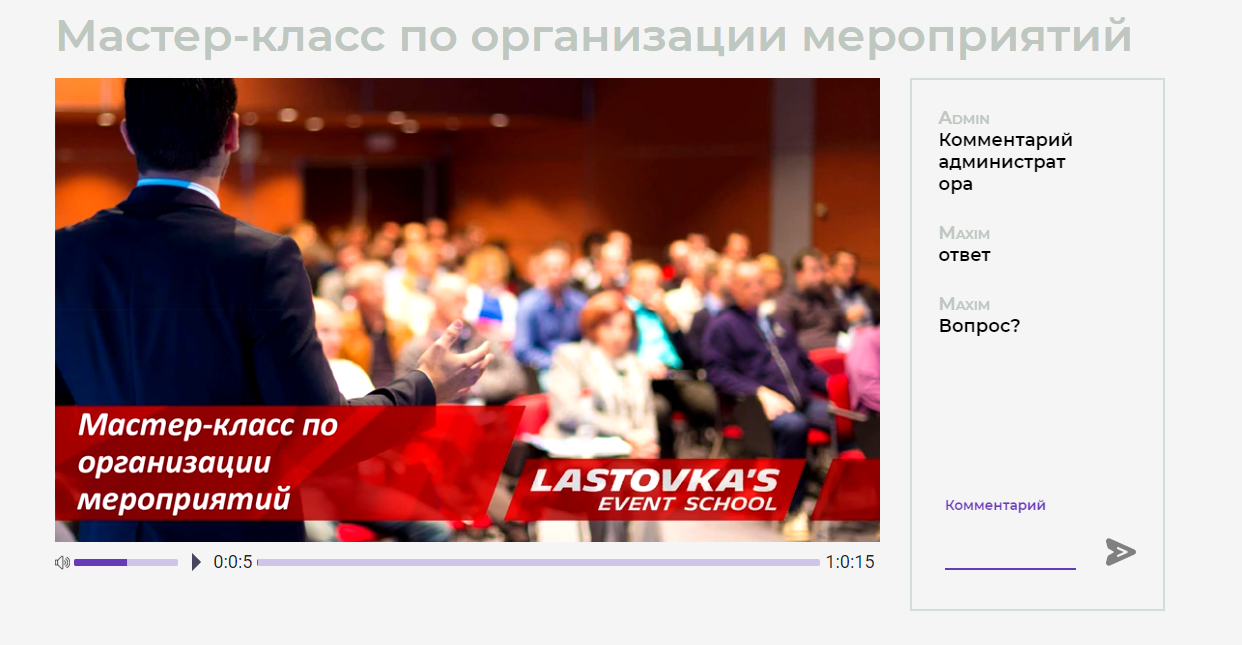 Мастер-класс по организации мероприятий
Мастер-класс по
организации
мероприятий
LASTOVKA'S
EVENT SCHOOL
0:0:5
1:0:15
Admin
Комментарий
администрат
ора
Maxim
ответ
Maxim
Вопрос?
Комментарий